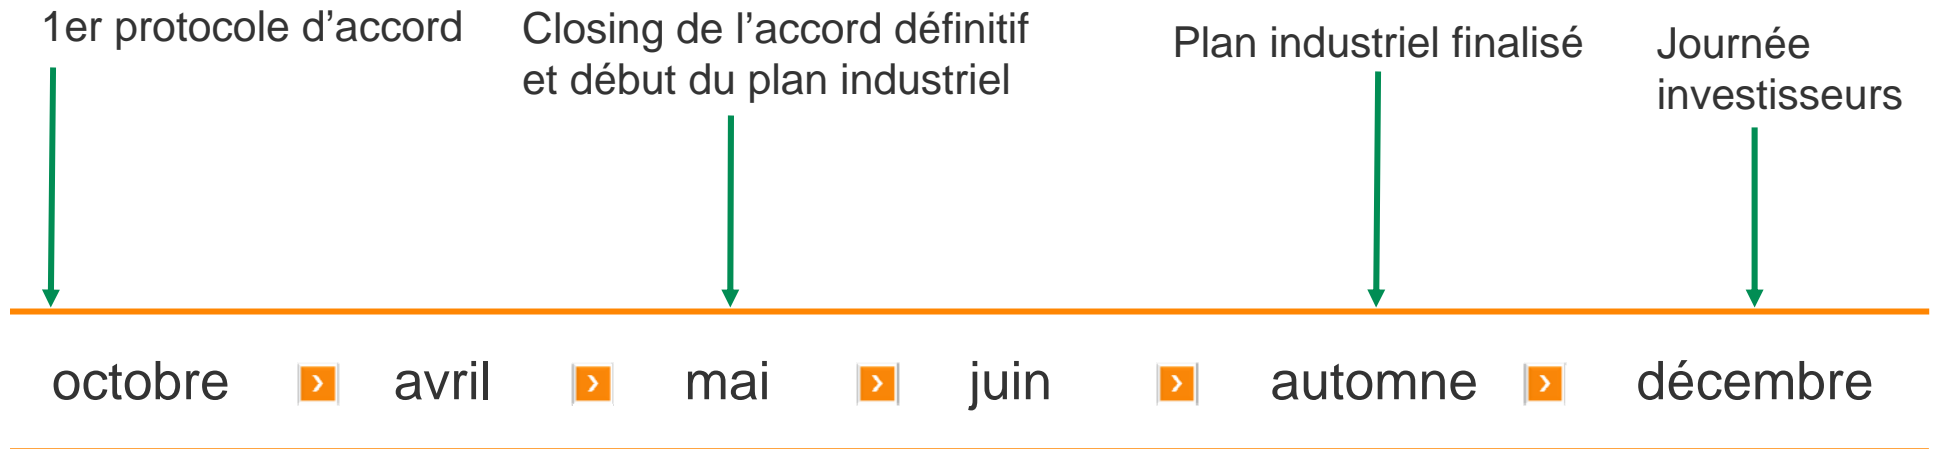 1er protocole d’accord
Closing de l’accord définitif
et début du plan industriel
Plan industriel finalisé
Journée
investisseurs
octobre
avril
mai
juin
automne
décembre